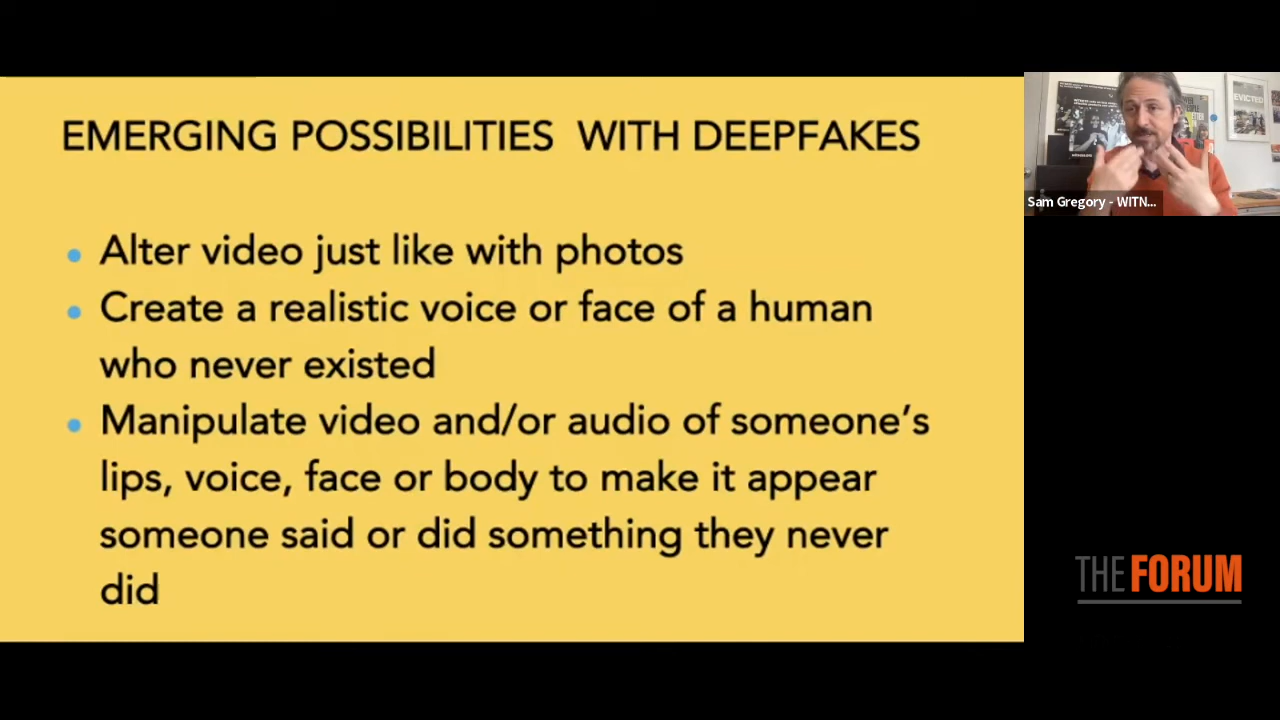 EMERGING POSSIBILITIES WITH DEEPFAKES
Alter video just like with photos
Create a realistic voice or face of a human
who never existed
Manipulate video and/or audio of someone’s
lips, voice, face or body to make it appear
someone said or did something they never
did
EVICTED
Sam Gregory - WITN...
THE FORUM